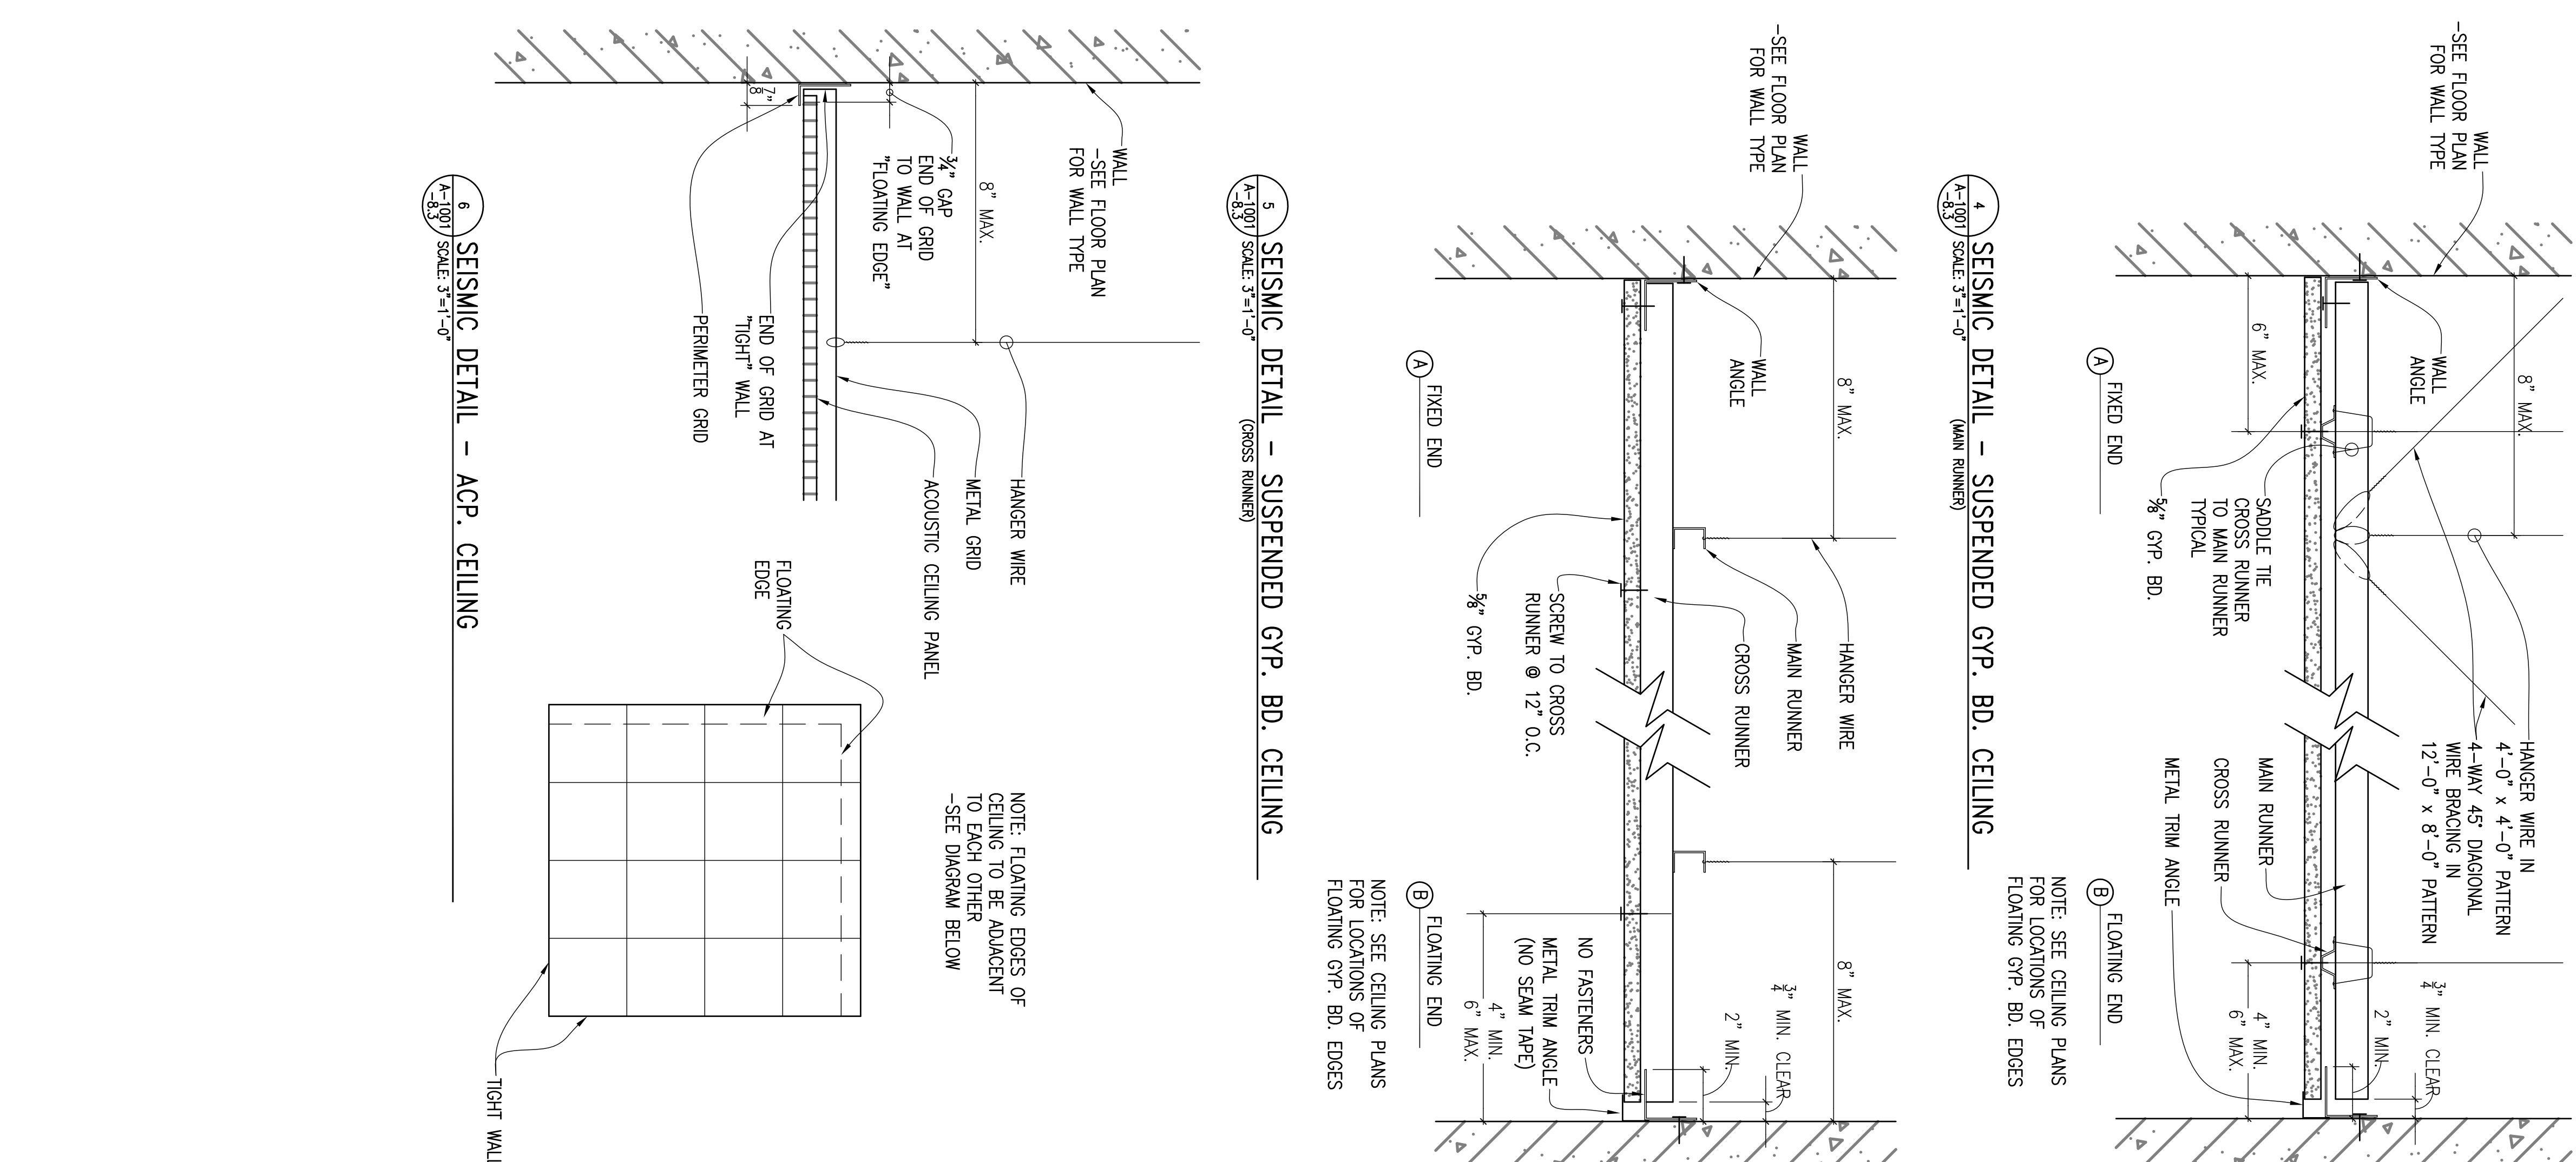 WALL
-SEE FLOOR PLAN
FOR WALL TYPE
8" MAX.
WALL
ANGLE
6" MAX.
HANGER WIRE IN
4'-0" x 4'-0" PATTERN
4-WAY 45° DIAGIONAL
WIRE BRACING IN
12'-0" x 8'-0" PATTERN
SADDLE TIE
CROSS RUNNER
TO MAIN RUNNER
TYPICAL
5/8" GYP. BD.
MAIN RUNNER
CROSS RUNNER
METAL TRIM ANGLE
3/4" MIN. CLEAR
2" MIN.
4" MIN.
6" MAX.
A
FIXED END
B
FLOATING END
NOTE: SEE CEILING PLANS
FOR LOCATIONS OF
FLOATING GYP. BD. EDGES
4
A-1001
-8.3
SEISMIC DETAIL - SUSPENDED GYP. BD. CEILING
SCALE: 3"=1'-0"
(MAIN RUNNER)
WALL
-SEE FLOOR PLAN
FOR WALL TYPE
8" MAX.
WALL
ANGLE
HANGER WIRE
MAIN RUNNER
CROSS RUNNER
SCREW TO CROSS
RUNNER @ 12" O.C.
5/8" GYP. BD.
8" MAX.
3/4" MIN. CLEAR
2" MIN.
NO FASTENERS
METAL TRIM ANGLE
(NO SEAM TAPE)
4" MIN.
6" MAX.
A
FIXED END
B
FLOATING END
NOTE: SEE CEILING PLANS
FOR LOCATIONS OF
FLOATING GYP. BD. EDGES
5
A-1001
-8.3
SEISMIC DETAIL - SUSPENDED GYP. BD. CEILING
SCALE: 3"=1'-0"
(CROSS RUNNER)
WALL
-SEE FLOOR PLAN
FOR WALL TYPE
8" MAX.
3/4" GAP
END OF GRID
TO WALL AT
"FLOATING EDGE"
7/8"
END OF GRID AT
"TIGHT" WALL
PERIMETER GRID
HANGER WIRE
METAL GRID
ACOUSTIC CEILING PANEL
NOTE: FLOATING EDGES OF
CEILING TO BE ADJACENT
TO EACH OTHER
-SEE DIAGRAM BELOW
FLOATING
EDGE
TIGHT WALL
6
A-1001
-8.3
SEISMIC DETAIL - ACP. CEILING
SCALE: 3"=1'-0"